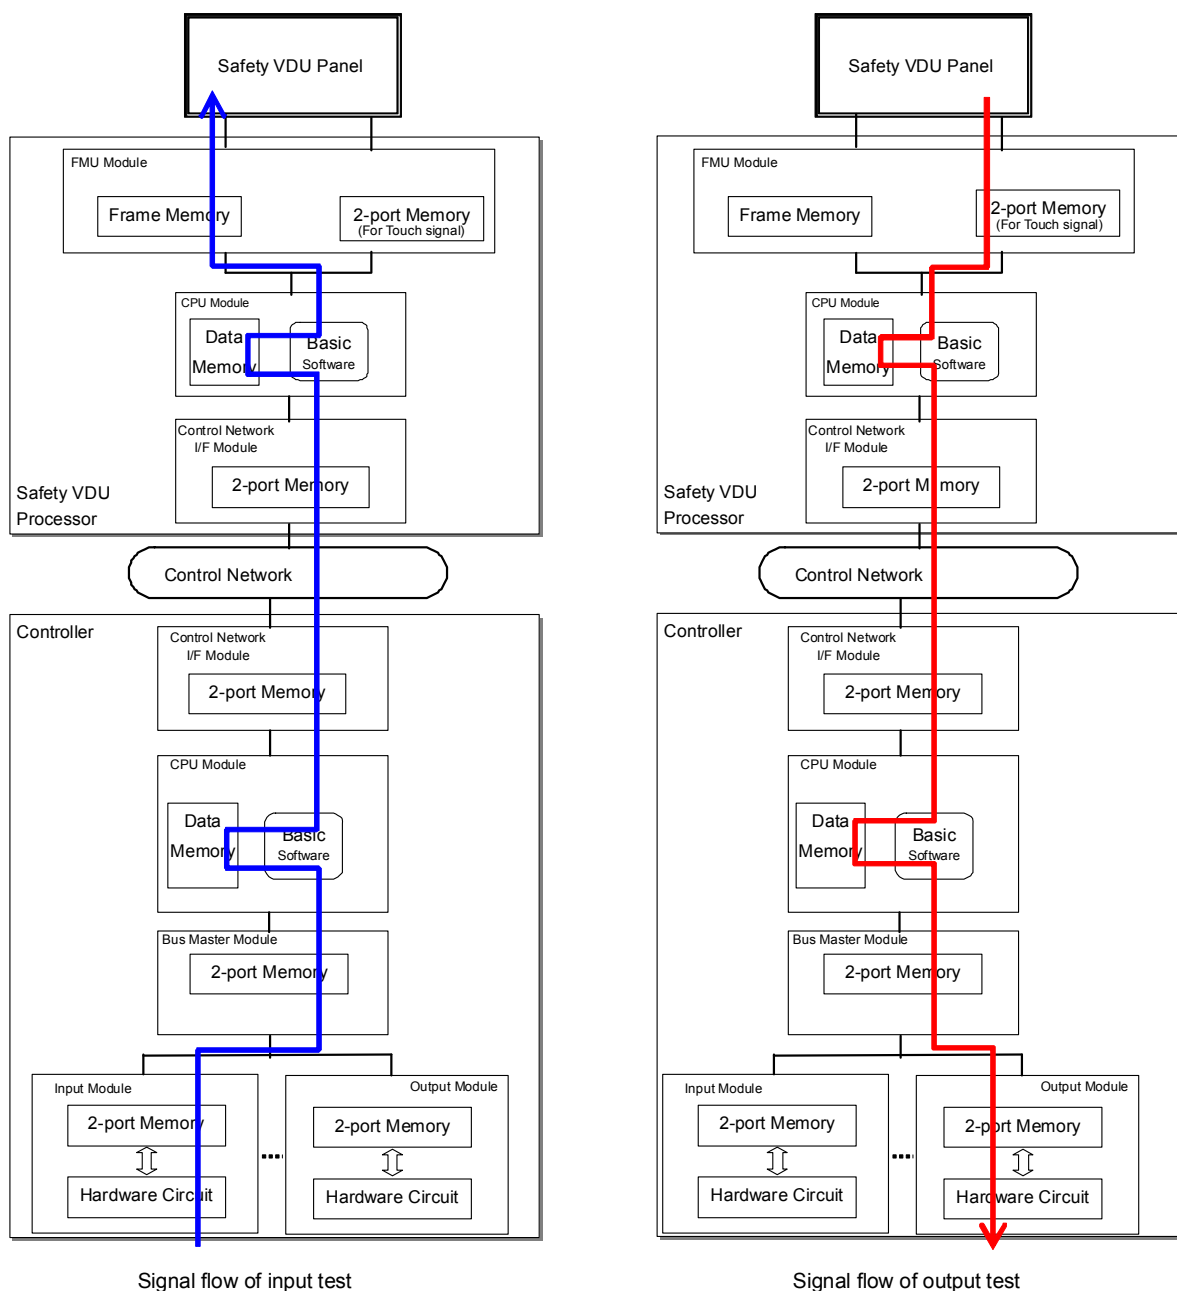 Safety VDU Panel
FMU Module
Frame Memory
2-port Memory
(For Touch signal)
CPU Module
Data
Memory
Basic
Software
Control Network
I/F Module
2-port Memory
Safety VDU
Processor
Control Network
Controller
Control Network
I/F Module
2-port Memory
CPU Module
Data
Memory
Basic
Software
Bus Master Module
2-port Memory
Input Module
2-port Memory
Hardware Circuit
Output Module
2-port Memory
Hardware Circuit
Signal flow of input test
Safety VDU Panel
FMU Module
Frame Memory
2-port Memory
(For Touch signal)
CPU Module
Data
Memory
Basic
Software
Control Network
I/F Module
2-port Memory
Safety VDU
Processor
Control Network
Controller
Control Network
I/F Module
2-port Memory
CPU Module
Data
Memory
Basic
Software
Bus Master Module
2-port Memory
Input Module
2-port Memory
Hardware Circuit
Output Module
2-port Memory
Hardware Circuit
Signal flow of output test